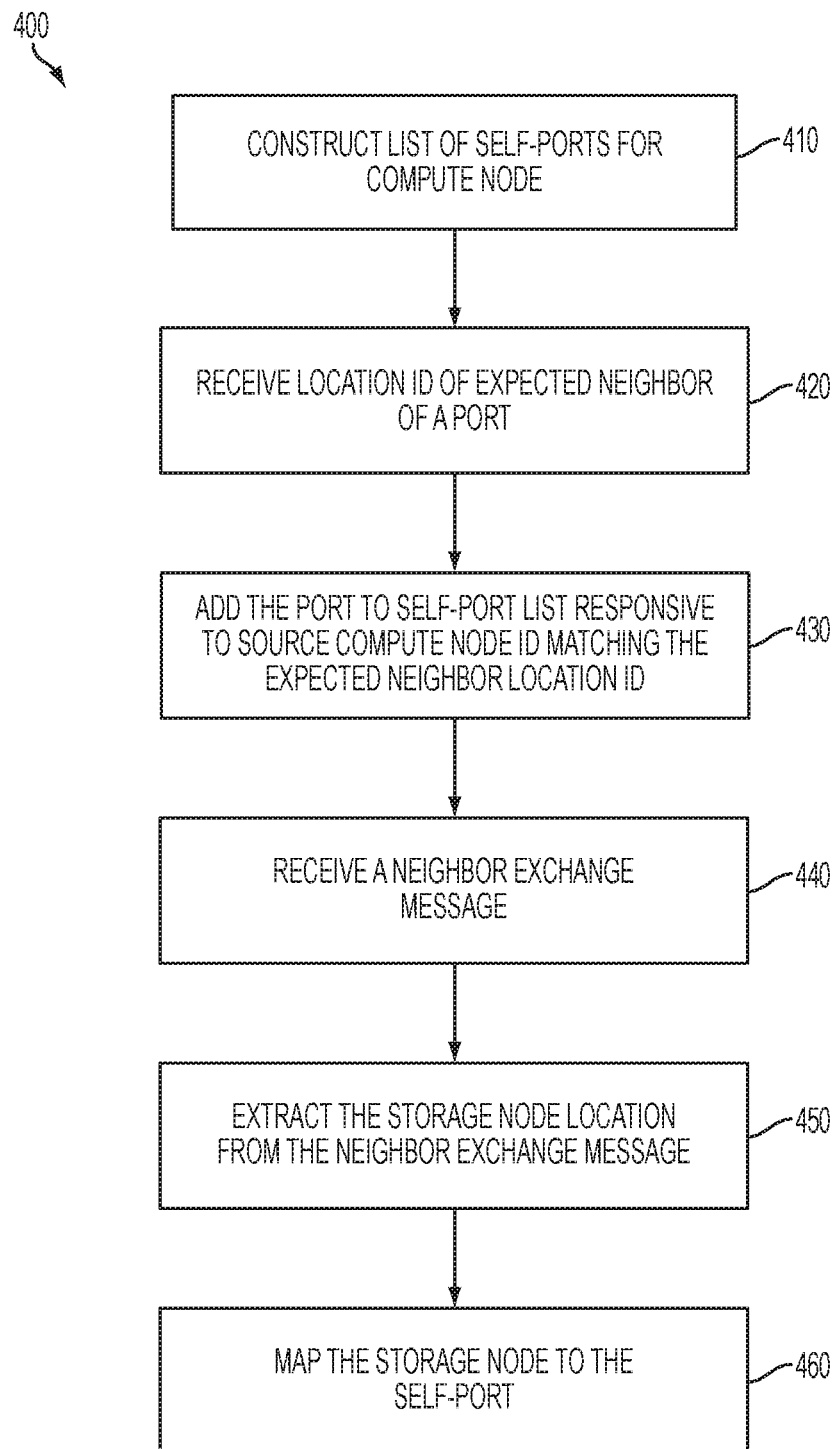 400
CONSTRUCT LIST OF SELF-PORTS FOR
COMPUTE NODE
410
RECEIVE LOCATION ID OF EXPECTED NEIGHBOR
OF A PORT
420
ADD THE PORT TO SELF-PORT LIST RESPONSIVE
TO SOURCE COMPUTE NODE ID MATCHING THE
EXPECTED NEIGHBOR LOCATION ID.
430
RECEIVE A NEIGHBOR EXCHANGE
MESSAGE
440
EXTRACT THE STORAGE NODE LOCATION
FROM THE NEIGHBOR EXCHANGE MESSAGE
450
MAP THE STORAGE NODE TO THE
SELF-PORT
460